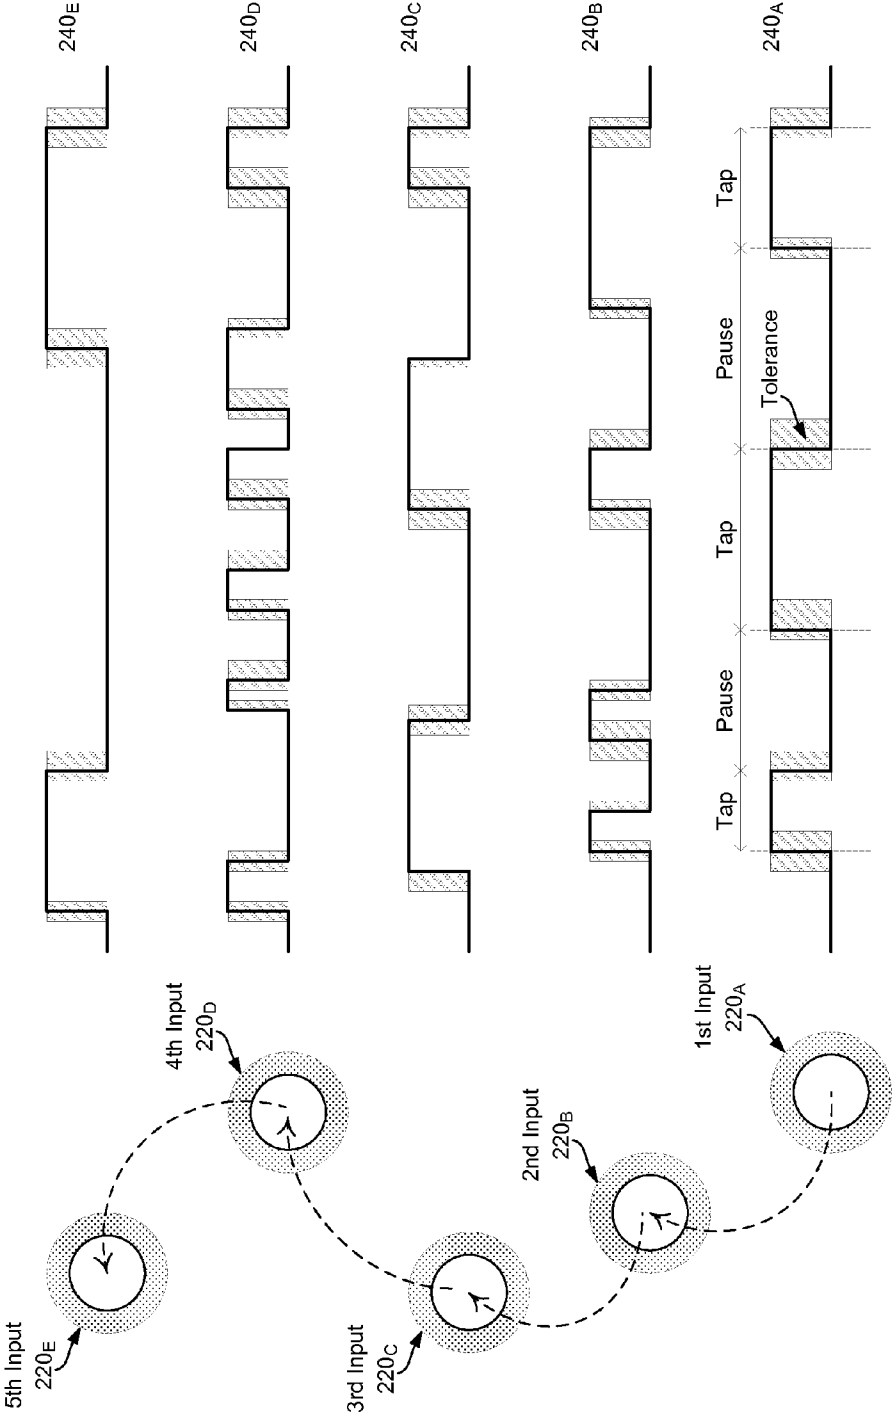 240E
240D
240C
240B
240A
Tap
Pause
Tap
Pause
Tap
Tolerance
1st Input
220A
2nd Input
220B
3rd Input
220C
4th Input
220D
5th Input
220E